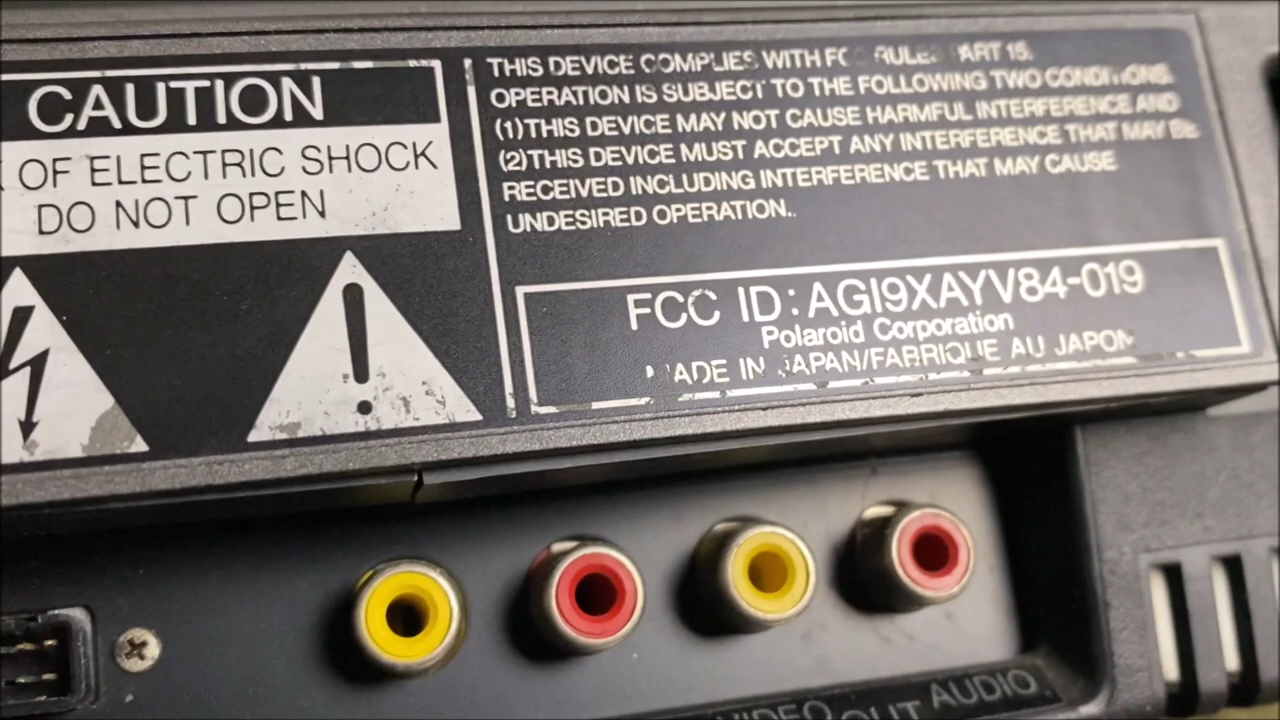 CAUTION
OF ELECTRIC SHOCK
DO NOT OPEN
THIS DEVICE COMPLIES WITH FCC RULES PART 15.
OPERATION IS SUBJECT TO THE FOLLOWING TWO CONDITIONS.
(1)THIS DEVICE MAY NOT CAUSE HARMFUL INTERFERENCE AND
(2)THIS DEVICE MUST ACCEPT ANY INTERFERENCE THAT MAY BE
RECEIVED INCLUDING INTERFERENCE THAT MAY CAUSE
UNDESIRED OPERATION..
FCC ID:AGI9XAYV84-019
Polaroid Corporation
MADE IN JAPAN/FABRIQUE AU JAPON
VIDEO OUT AUDIO